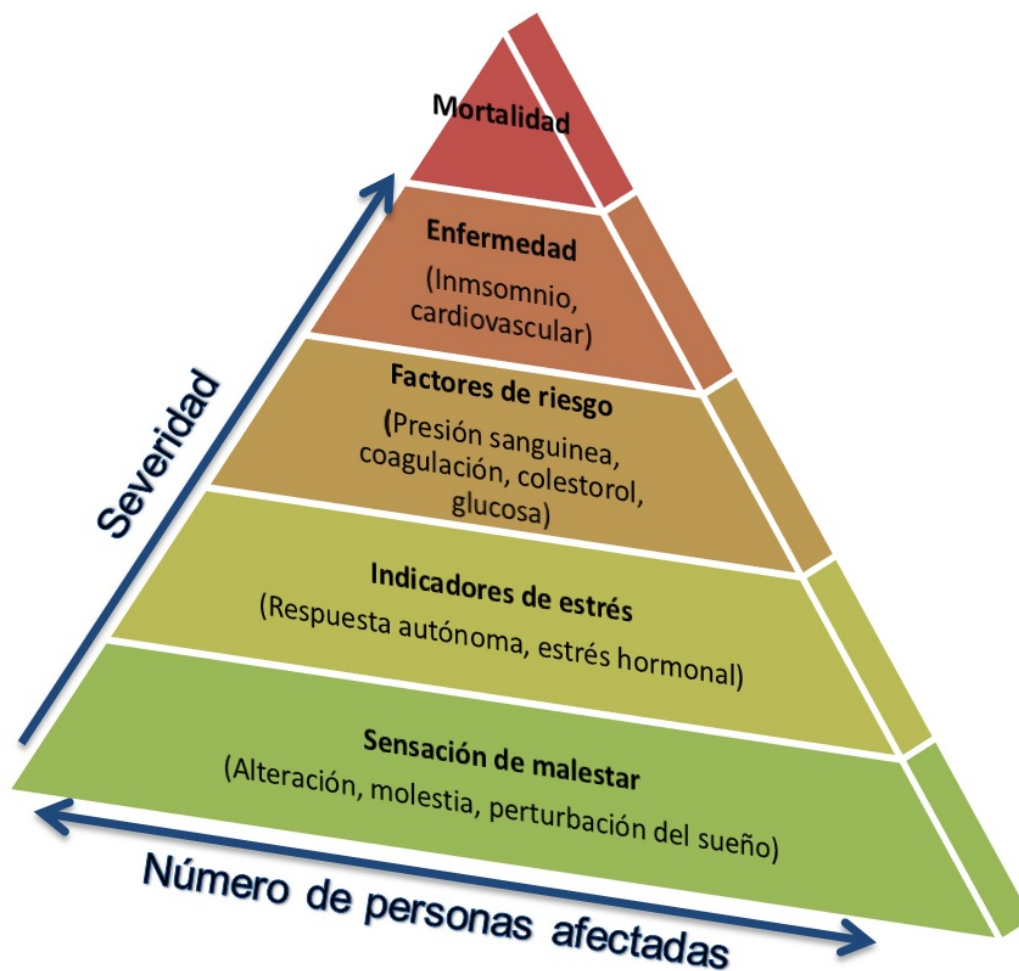 Mortalidad
Enfermedad
(Inmsomnio,
cardiovascular)
Factores de riesgo
(Presión sanguinea,
coagulación, colestorol,
glucosa)
Indicadores de estrés
(Respuesta autónoma, estrés hormonal)
Sensación de malestar
(Alteración, molestia, perturbación del sueño)
Severidad
Número de personas afectadas